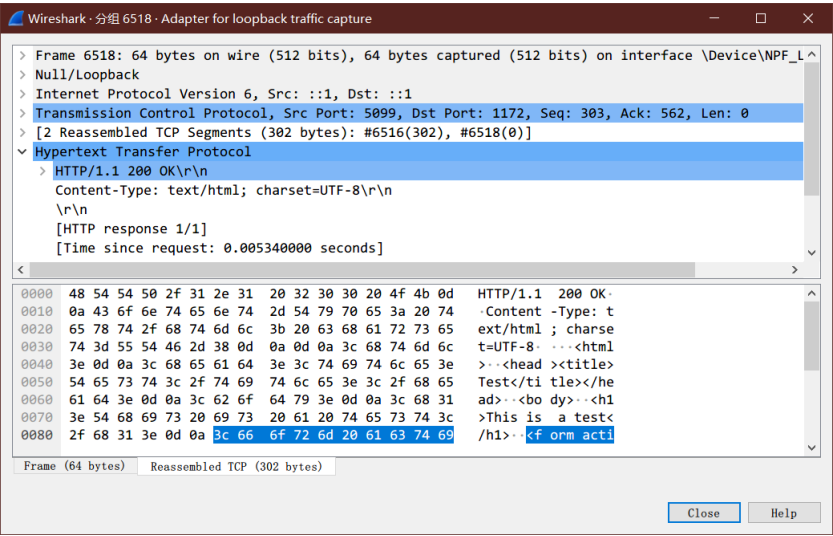 Wireshark · 分组 6518 · Adapter for loopback traffic capture
Frame 6518: 64 bytes on wire (512 bits), 64 bytes captured (512 bits) on interface \Device\NPF_L
Null/Loopback
Internet Protocol Version 6, Src: ::1, Dst: ::1
Transmission Control Protocol, Src Port: 5099, Dst Port: 1172, Seq: 303, Ack: 562, Len: 0
[2 Reassembled TCP Segments (302 bytes): #6516(302), #6518(0)]
Hypertext Transfer Protocol
HTTP/1.1 200 OK\r\n
Content-Type: text/html; charset=UTF-8\r\n
\r\n
[HTTP response 1/1]
[Time since request: 0.005340000 seconds]
0000 48 54 54 50 2f 31 2e 31 20 32 30 30 20 4f 4b 0d HTTP/1.1 200 OK·
0010 0a 43 6f 6e 74 65 6e 74 2d 54 79 70 65 3a 20 74 ·Content -Type: t
0020 65 78 74 2f 68 74 6d 6c 3b 20 63 68 61 72 73 65 ext/html ; charse
0030 74 3d 55 54 46 2d 38 0d 0a 0d 0a 3c 68 74 6d 6c t=UTF-8· ···<html
0040 3e 0d 0a 3c 68 65 61 64 3e 3c 74 69 74 6c 65 3e >··<head ><title>
0050 54 65 73 74 3c 2f 74 69 74 6c 65 3e 3c 2f 68 65 Test</ti tle></he
0060 61 64 3e 0d 0a 3c 62 6f 64 79 3e 0d 0a 3c 68 31 ad>··<bo dy>··<h1
0070 3e 54 68 69 73 20 69 73 20 61 20 74 65 73 74 3c >This is a test<
0080 2f 68 31 3e 0d 0a 3c 66 6f 72 6d 20 61 63 74 69 /h1>··<f orm acti
Frame (64 bytes) Reassembled TCP (302 bytes)
Close Help